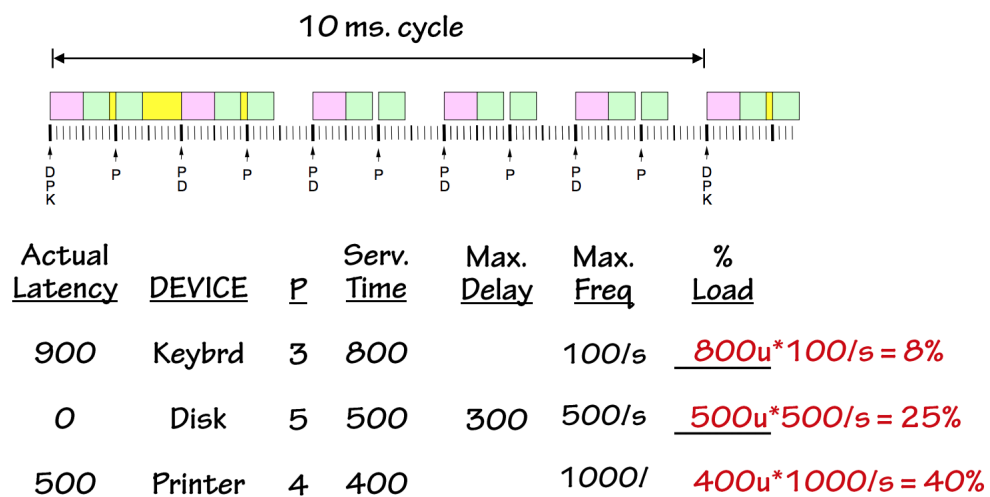 10 ms. cycle
D P D P P D P P D P P D P D
P D P D P D P D P
K K
Actual Serv. Max. Max. %
Latency DEVICE P Time Delay Freq Load
900 Keybrd 3 800 100/s 800u*100/s = 8%
0 Disk 5 500 300 500/s 500u*500/s = 25%
500 Printer 4 400 1000/ 400u*1000/s = 40%